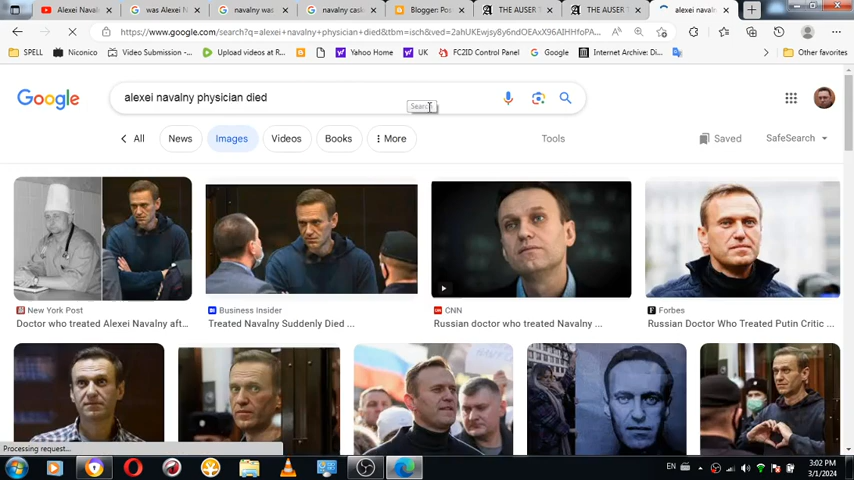 Alexei Naval
was Alexei N
navalny was
navalny cask
Blogger: Pos
THE AUSER T
THE AUSER T
alexei navaln
https://www.google.com/search?q=alexei+navalny+physician+died&tbm=isch&ved=2ahUKEwjsy8y6ndOEAxX96AIHHfoPA...
SPELL
Niconico
Video Submission -...
Upload videos at R...
box
Yahoo Home
UK
FC2ID Control Panel
Google
Internet Archive: Di...
Other favorites
Google
alexei navalny physician died
Search
All
News
Images
Videos
Books
More
Tools
Saved
SafeSearch
New York Post
Doctor who treated Alexei Navalny aft...
Business Insider
Treated Navalny Suddenly Died ...
CNN
Russian doctor who treated Navalny ...
Forbes
Russian Doctor Who Treated Putin Critic ...
Processing request...
EN
3:02 PM
3/1/2024